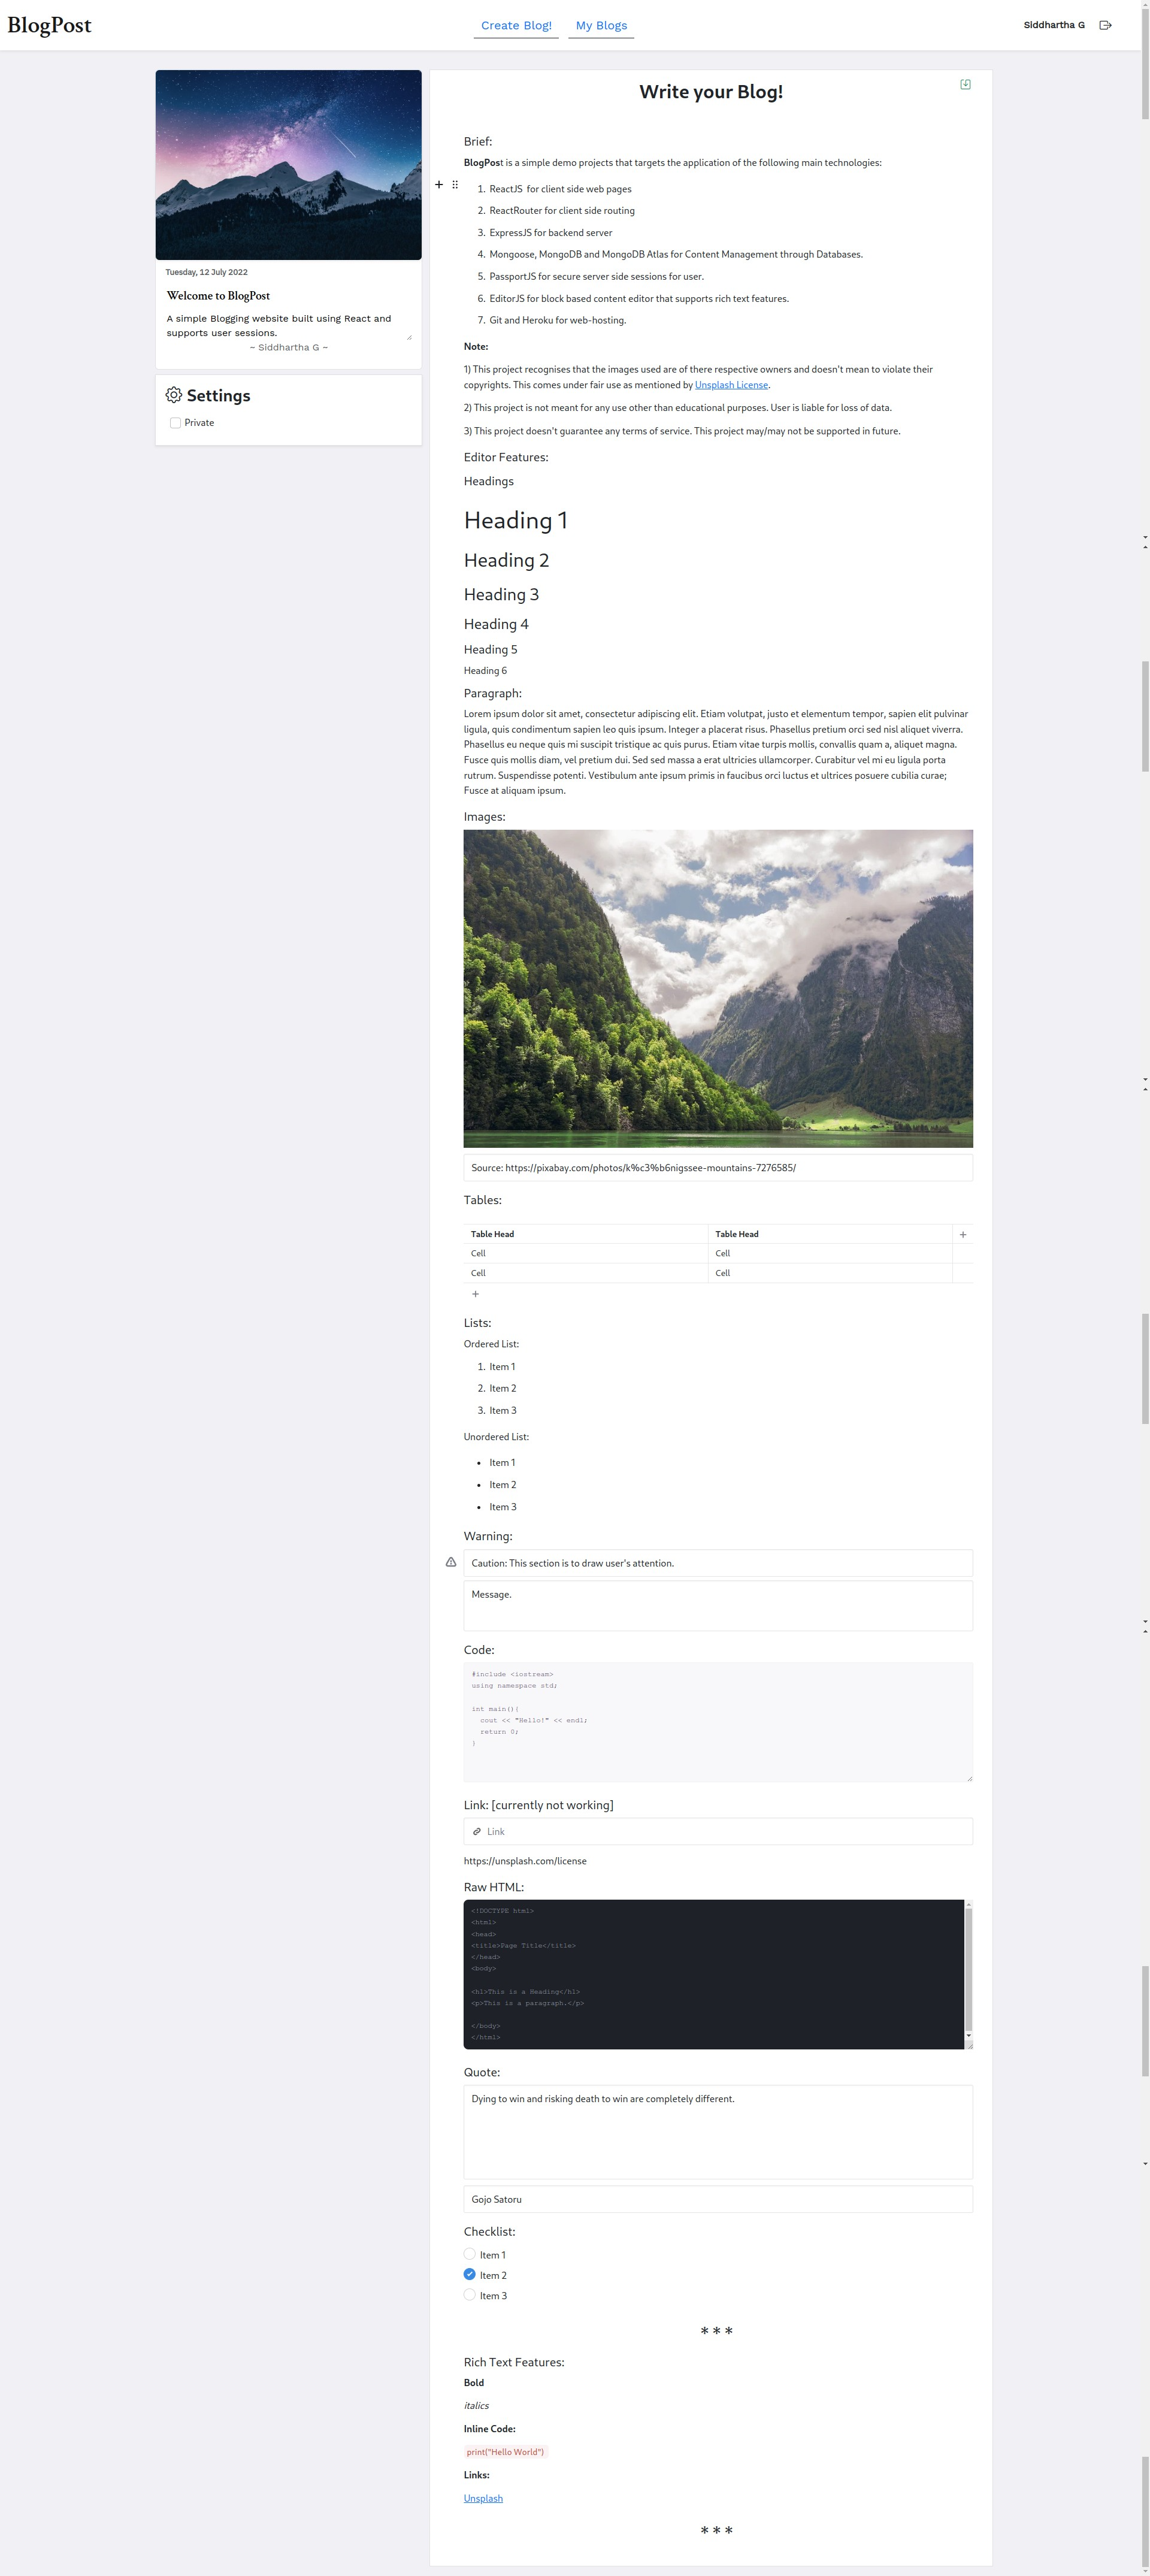 BlogPost
Create Blog!
My Blogs
Siddhartha G
Tuesday, 12 July 2022
Welcome to BlogPost
A simple Blogging website built using React and
supports user sessions.
~ Siddhartha G ~
Settings
Private
Write your Blog!
Brief:
BlogPost is a simple demo projects that targets the application of the following main technologies:
1. ReactJS for client side web pages
2. ReactRouter for client side routing
3. ExpressJS for backend server
4. Mongoose, MongoDB and MongoDB Atlas for Content Management through Databases.
5. PassportJS for secure server side sessions for user.
6. EditorJS for block based content editor that supports rich text features.
7. Git and Heroku for web-hosting.
Note:
1) This project recognises that the images used are of there respective owners and doesn't mean to violate their
copyrights. This comes under fair use as mentioned by Unsplash License.
2) This project is not meant for any use other than educational purposes. User is liable for loss of data.
3) This project doesn't guarantee any terms of service. This project may/may not be supported in future.
Editor Features:
Headings
Heading 1
Heading 2
Heading 3
Heading 4
Heading 5
Heading 6
Paragraph:
Lorem ipsum dolor sit amet, consectetur adipiscing elit. Etiam volutpat, justo et elementum tempor, sapien elit pulvinar
ligula, quis condimentum sapien leo quis ipsum. Integer a placerat risus. Phasellus pretium orci sed nisl aliquet viverra.
Phasellus eu neque quis mi suscipit tristique ac quis purus. Etiam vitae turpis mollis, convallis quam a, aliquet magna.
Fusce quis mollis diam, vel pretium dui. Sed sed massa a erat ultricies ullamcorper. Curabitur vel mi eu ligula porta
rutrum. Suspendisse potenti. Vestibulum ante ipsum primis in faucibus orci luctus et ultrices posuere cubilia curae;
Fusce at aliquam ipsum.
Images:
Source: https://pixabay.com/photos/k%c3%b6nigssee-mountains-7276585/
Tables:
Table Head Table Head
Cell Cell
Cell Cell
Lists:
Ordered List:
1. Item 1
2. Item 2
3. Item 3
Unordered List:
• Item 1
• Item 2
• Item 3
Warning:
Caution: This section is to draw user's attention.
Message.
Code:
#include <iostream>
using namespace std;
int main(){
cout << "Hello!" << endl;
return 0;
}
Link: [currently not working]
Link
https://unsplash.com/license
Raw HTML:
<!DOCTYPE html>
<html>
<head>
<title>Page Title</title>
</head>
<body>
<h1>This is a Heading</h1>
<p>This is a paragraph.</p>
</body>
</html>
Quote:
Dying to win and risking death to win are completely different.
Gojo Satoru
Checklist:
Item 1
Item 2
Item 3
***
Rich Text Features:
Bold
italics
Inline Code:
print("Hello World")
Links:
Unsplash
***